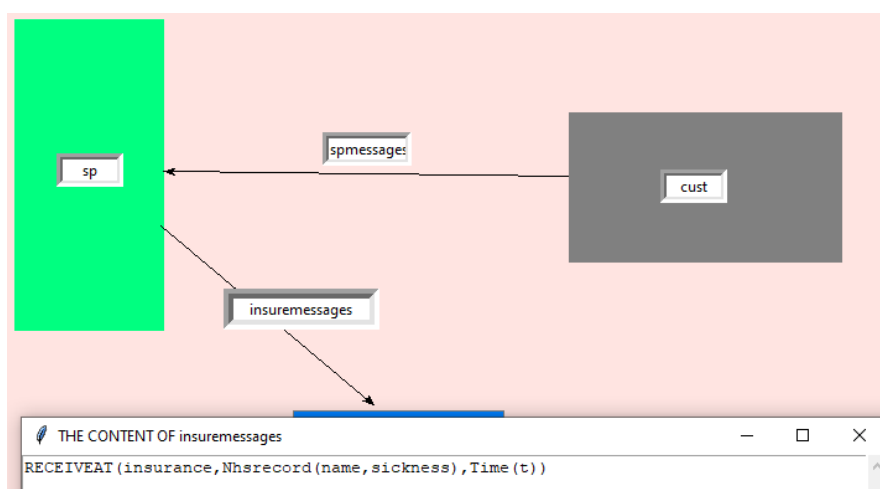 spmessages
sp
cust
insuremessages
THE CONTENT OF insuremessages
RECEIVEAT(insurance,Nhsrecord(name,sickness),Time(t))